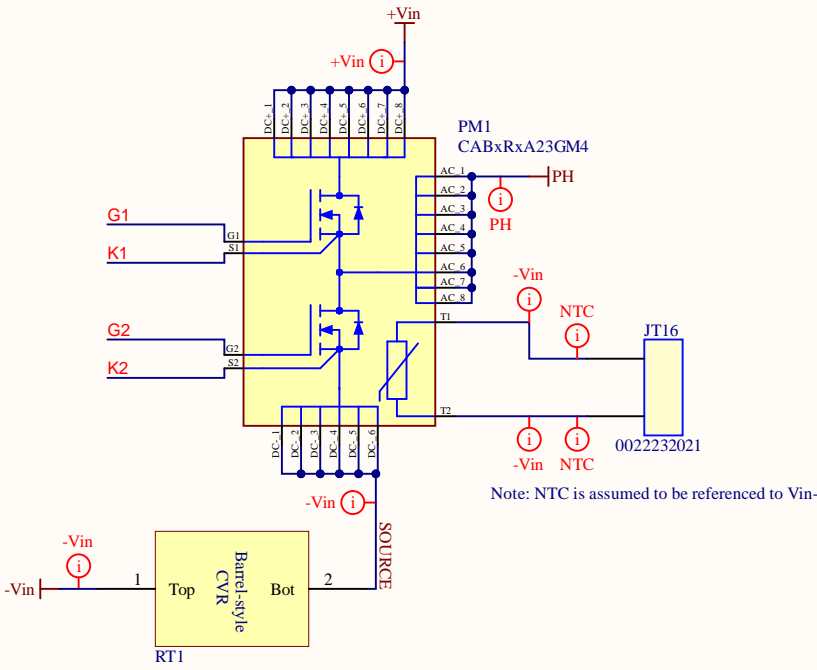 +Vin
+Vin
DC+_1
DC+_2
DC+_3
DC+_4
DC+_5
DC+_6
DC+_7
DC+_8
PM1
CABxRxA23GM4
AC_1
AC_2
AC_3
AC_4
AC_5
AC_6
AC_7
AC_8
PH
PH
G1
K1
G1
S1
G2
K2
G2
S2
T1
T2
-Vin
NTC
JT16
-Vin
NTC
0022232021
DC-_1
DC-_2
DC-_3
DC-_4
DC-_5
DC-_6
-Vin
Note: NTC is assumed to be referenced to Vin-
SOURCE
-Vin
-Vin
1
Top
Barrel-style
CVR
Bot
2
RT1
i
i
i
i
i
i
i
i